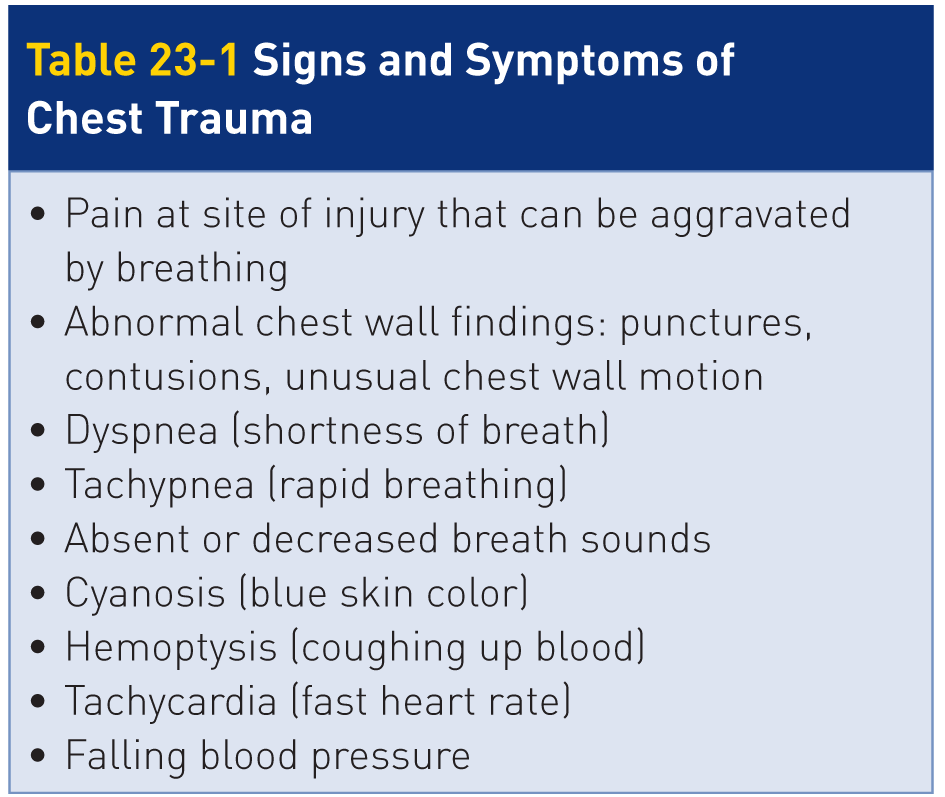 Table 23-1 Signs and Symptoms of
Chest Trauma
• Pain at site of injury that can be aggravated
by breathing
• Abnormal chest wall findings: punctures,
contusions, unusual chest wall motion
• Dyspnea (shortness of breath)
• Tachypnea (rapid breathing)
• Absent or decreased breath sounds
• Cyanosis (blue skin color)
• Hemoptysis (coughing up blood)
• Tachycardia (fast heart rate)
• Falling blood pressure